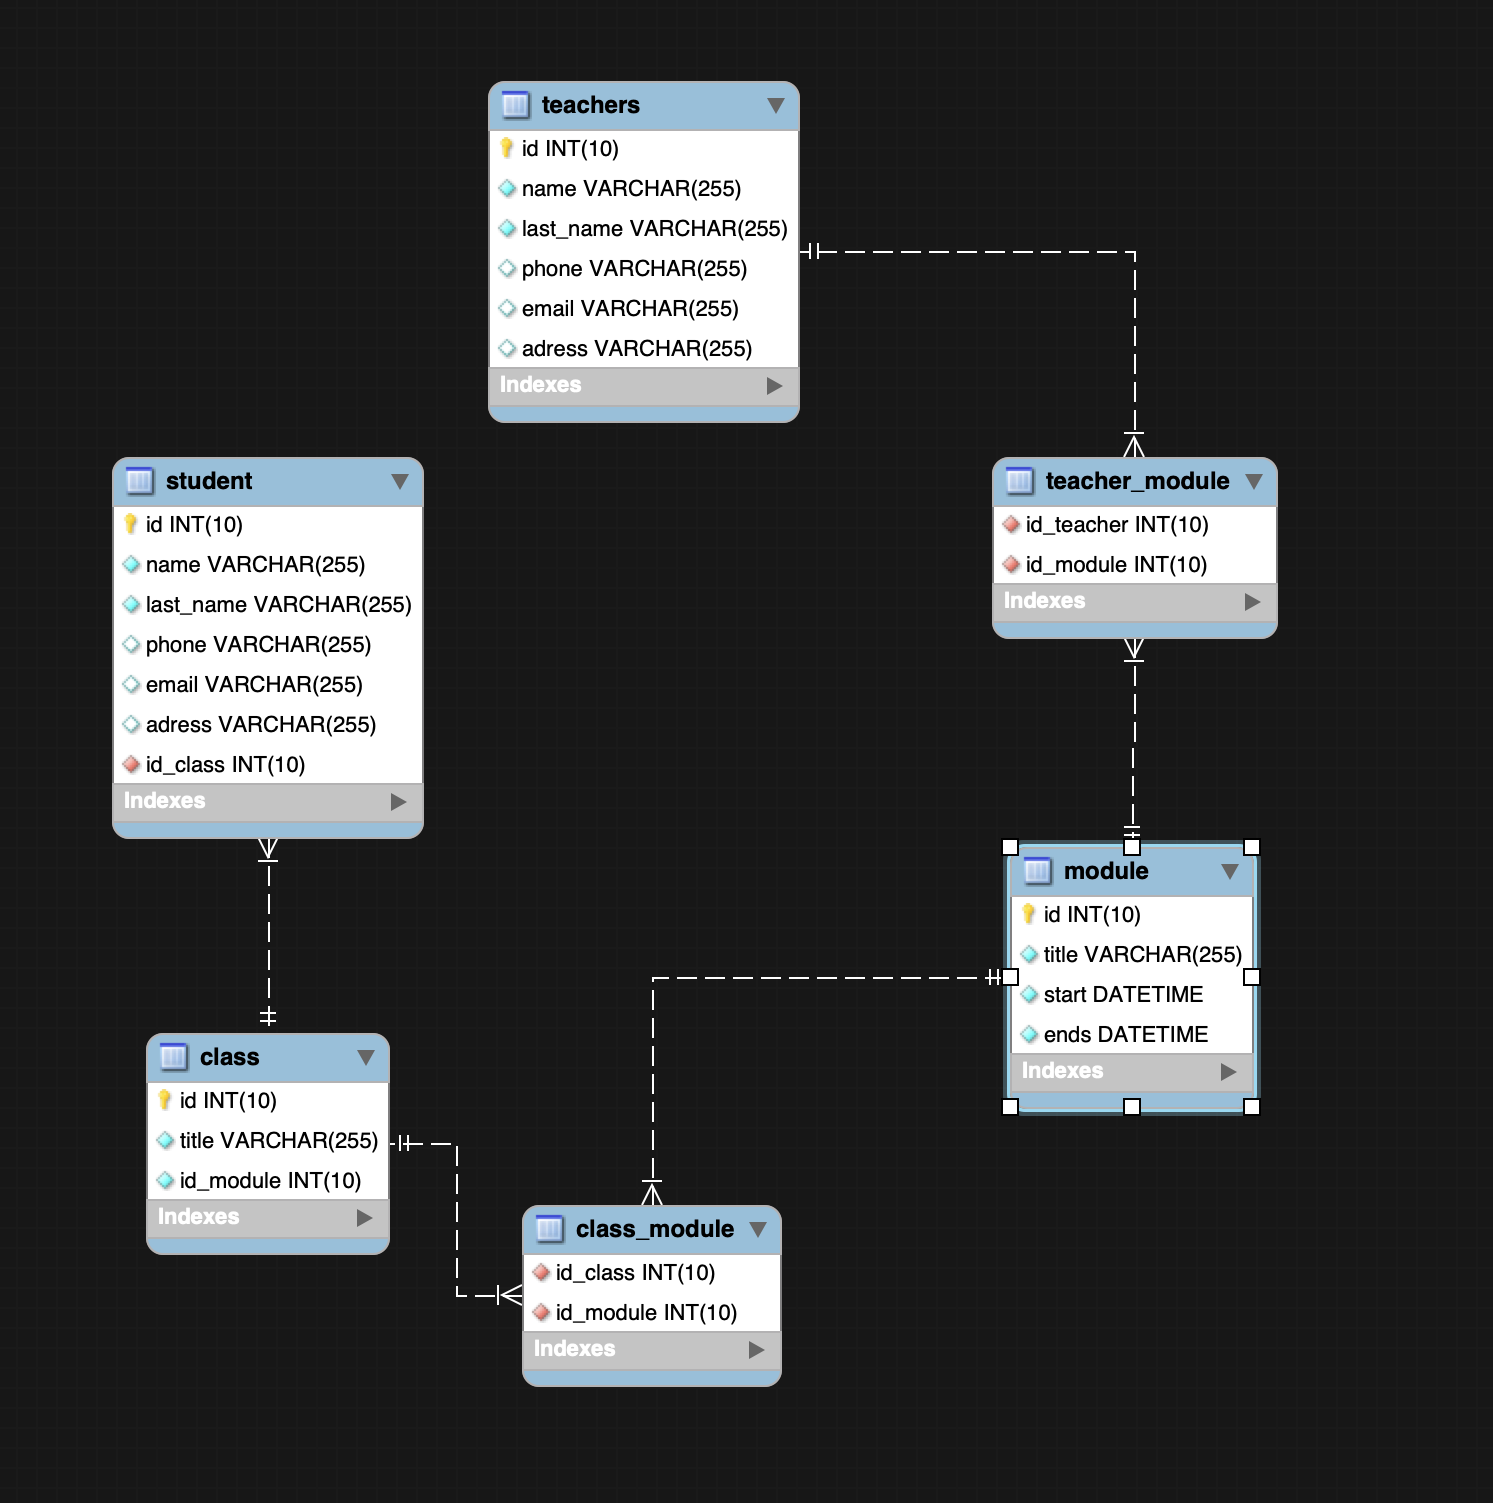 teachers
id INT(10)
name VARCHAR(255)
last_name VARCHAR(255)
phone VARCHAR(255)
email VARCHAR(255)
adress VARCHAR(255)
Indexes
student
id INT(10)
name VARCHAR(255)
last_name VARCHAR(255)
phone VARCHAR(255)
email VARCHAR(255)
adress VARCHAR(255)
id_class INT(10)
Indexes
teacher_module
id_teacher INT(10)
id_module INT(10)
Indexes
module
id INT(10)
title VARCHAR(255)
start DATETIME
ends DATETIME
Indexes
class
id INT(10)
title VARCHAR(255)
id_module INT(10)
Indexes
class_module
id_class INT(10)
id_module INT(10)
Indexes